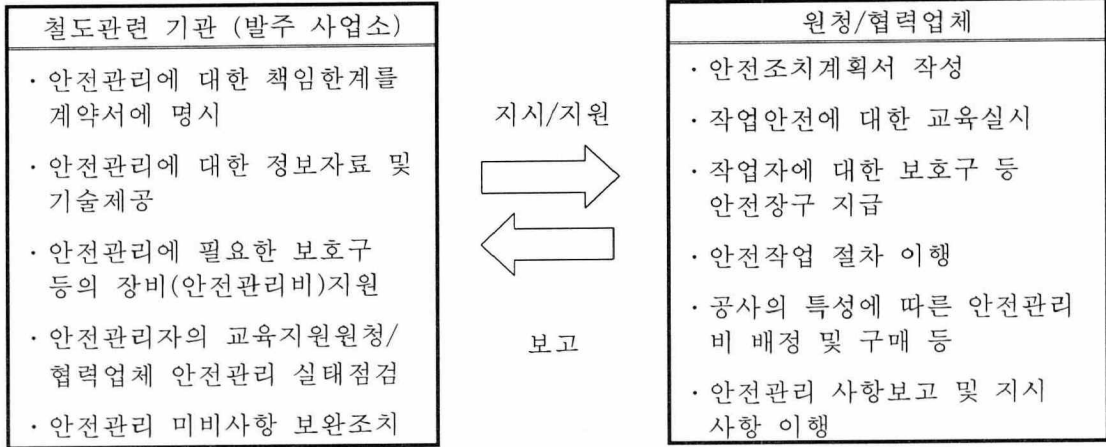 철도관련 기관 (발주 사업소)
· 안전관리에 대한 책임한계를
계약서에 명시
· 안전관리에 대한 정보자료 및
기술제공
· 안전관리에 필요한 보호구
등의 장비(안전관리비)지원
· 안전관리자의 교육지원원청/
협력업체 안전관리 실태점검
· 안전관리 미비사항 보완조치
지시/지원
보고
원청/협력업체
· 안전조치계획서 작성
· 작업안전에 대한 교육실시
· 작업자에 대한 보호구 등
안전장구 지급
· 안전작업 절차 이행
· 공사의 특성에 따른 안전관리
비 배정 및 구매 등
· 안전관리 사항보고 및 지시
사항 이행